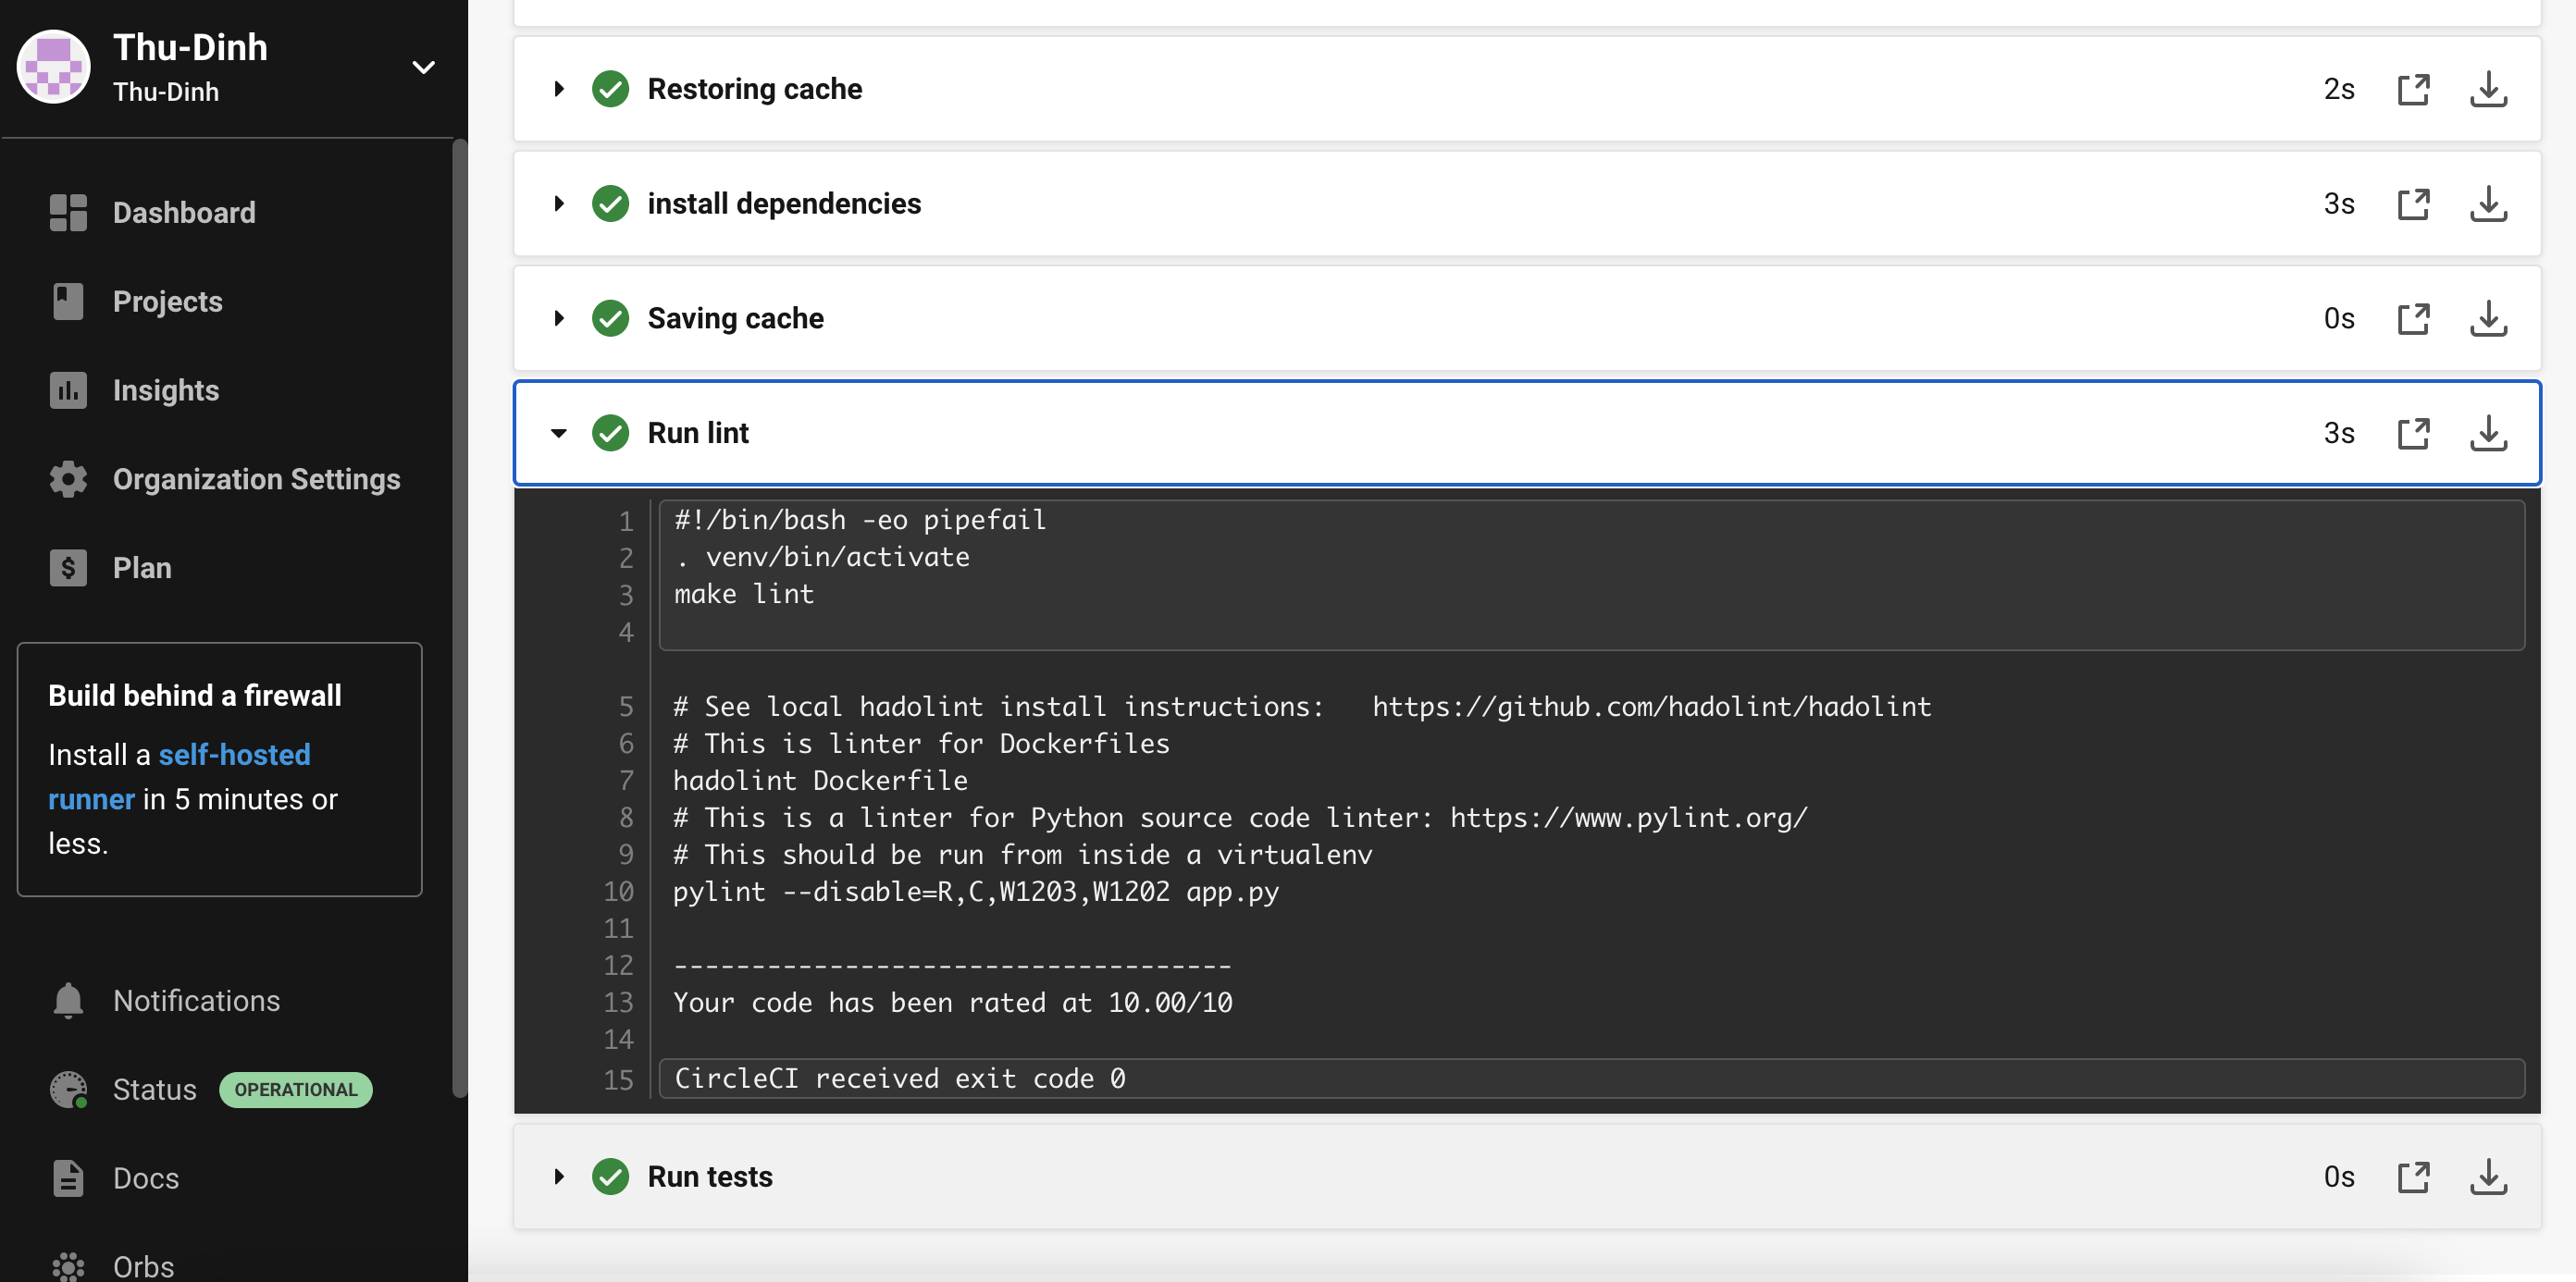 Thu-Dinh
Thu-Dinh
Dashboard
Projects
Insights
Organization Settings
Plan
Build behind a firewall
Install a self-hosted
runner in 5 minutes or
less.
Notifications
Status OPERATIONAL
Docs
Orbs
Restoring cache 2s
install dependencies 3s
Saving cache 0s
Run lint 3s
1 #!/bin/bash -eo pipefail
2 . venv/bin/activate
3 make lint
4
5 # See local hadolint install instructions:   https://github.com/hadolint/hadolint
6 # This is linter for Dockerfiles
7 hadolint Dockerfile
8 # This is a linter for Python source code linter: https://www.pylint.org/
9 # This should be run from inside a virtualenv
10 pylint --disable=R,C,W1203,W1202 app.py
11
12 ------------------------------------
13 Your code has been rated at 10.00/10
14
15 CircleCI received exit code 0
Run tests 0s